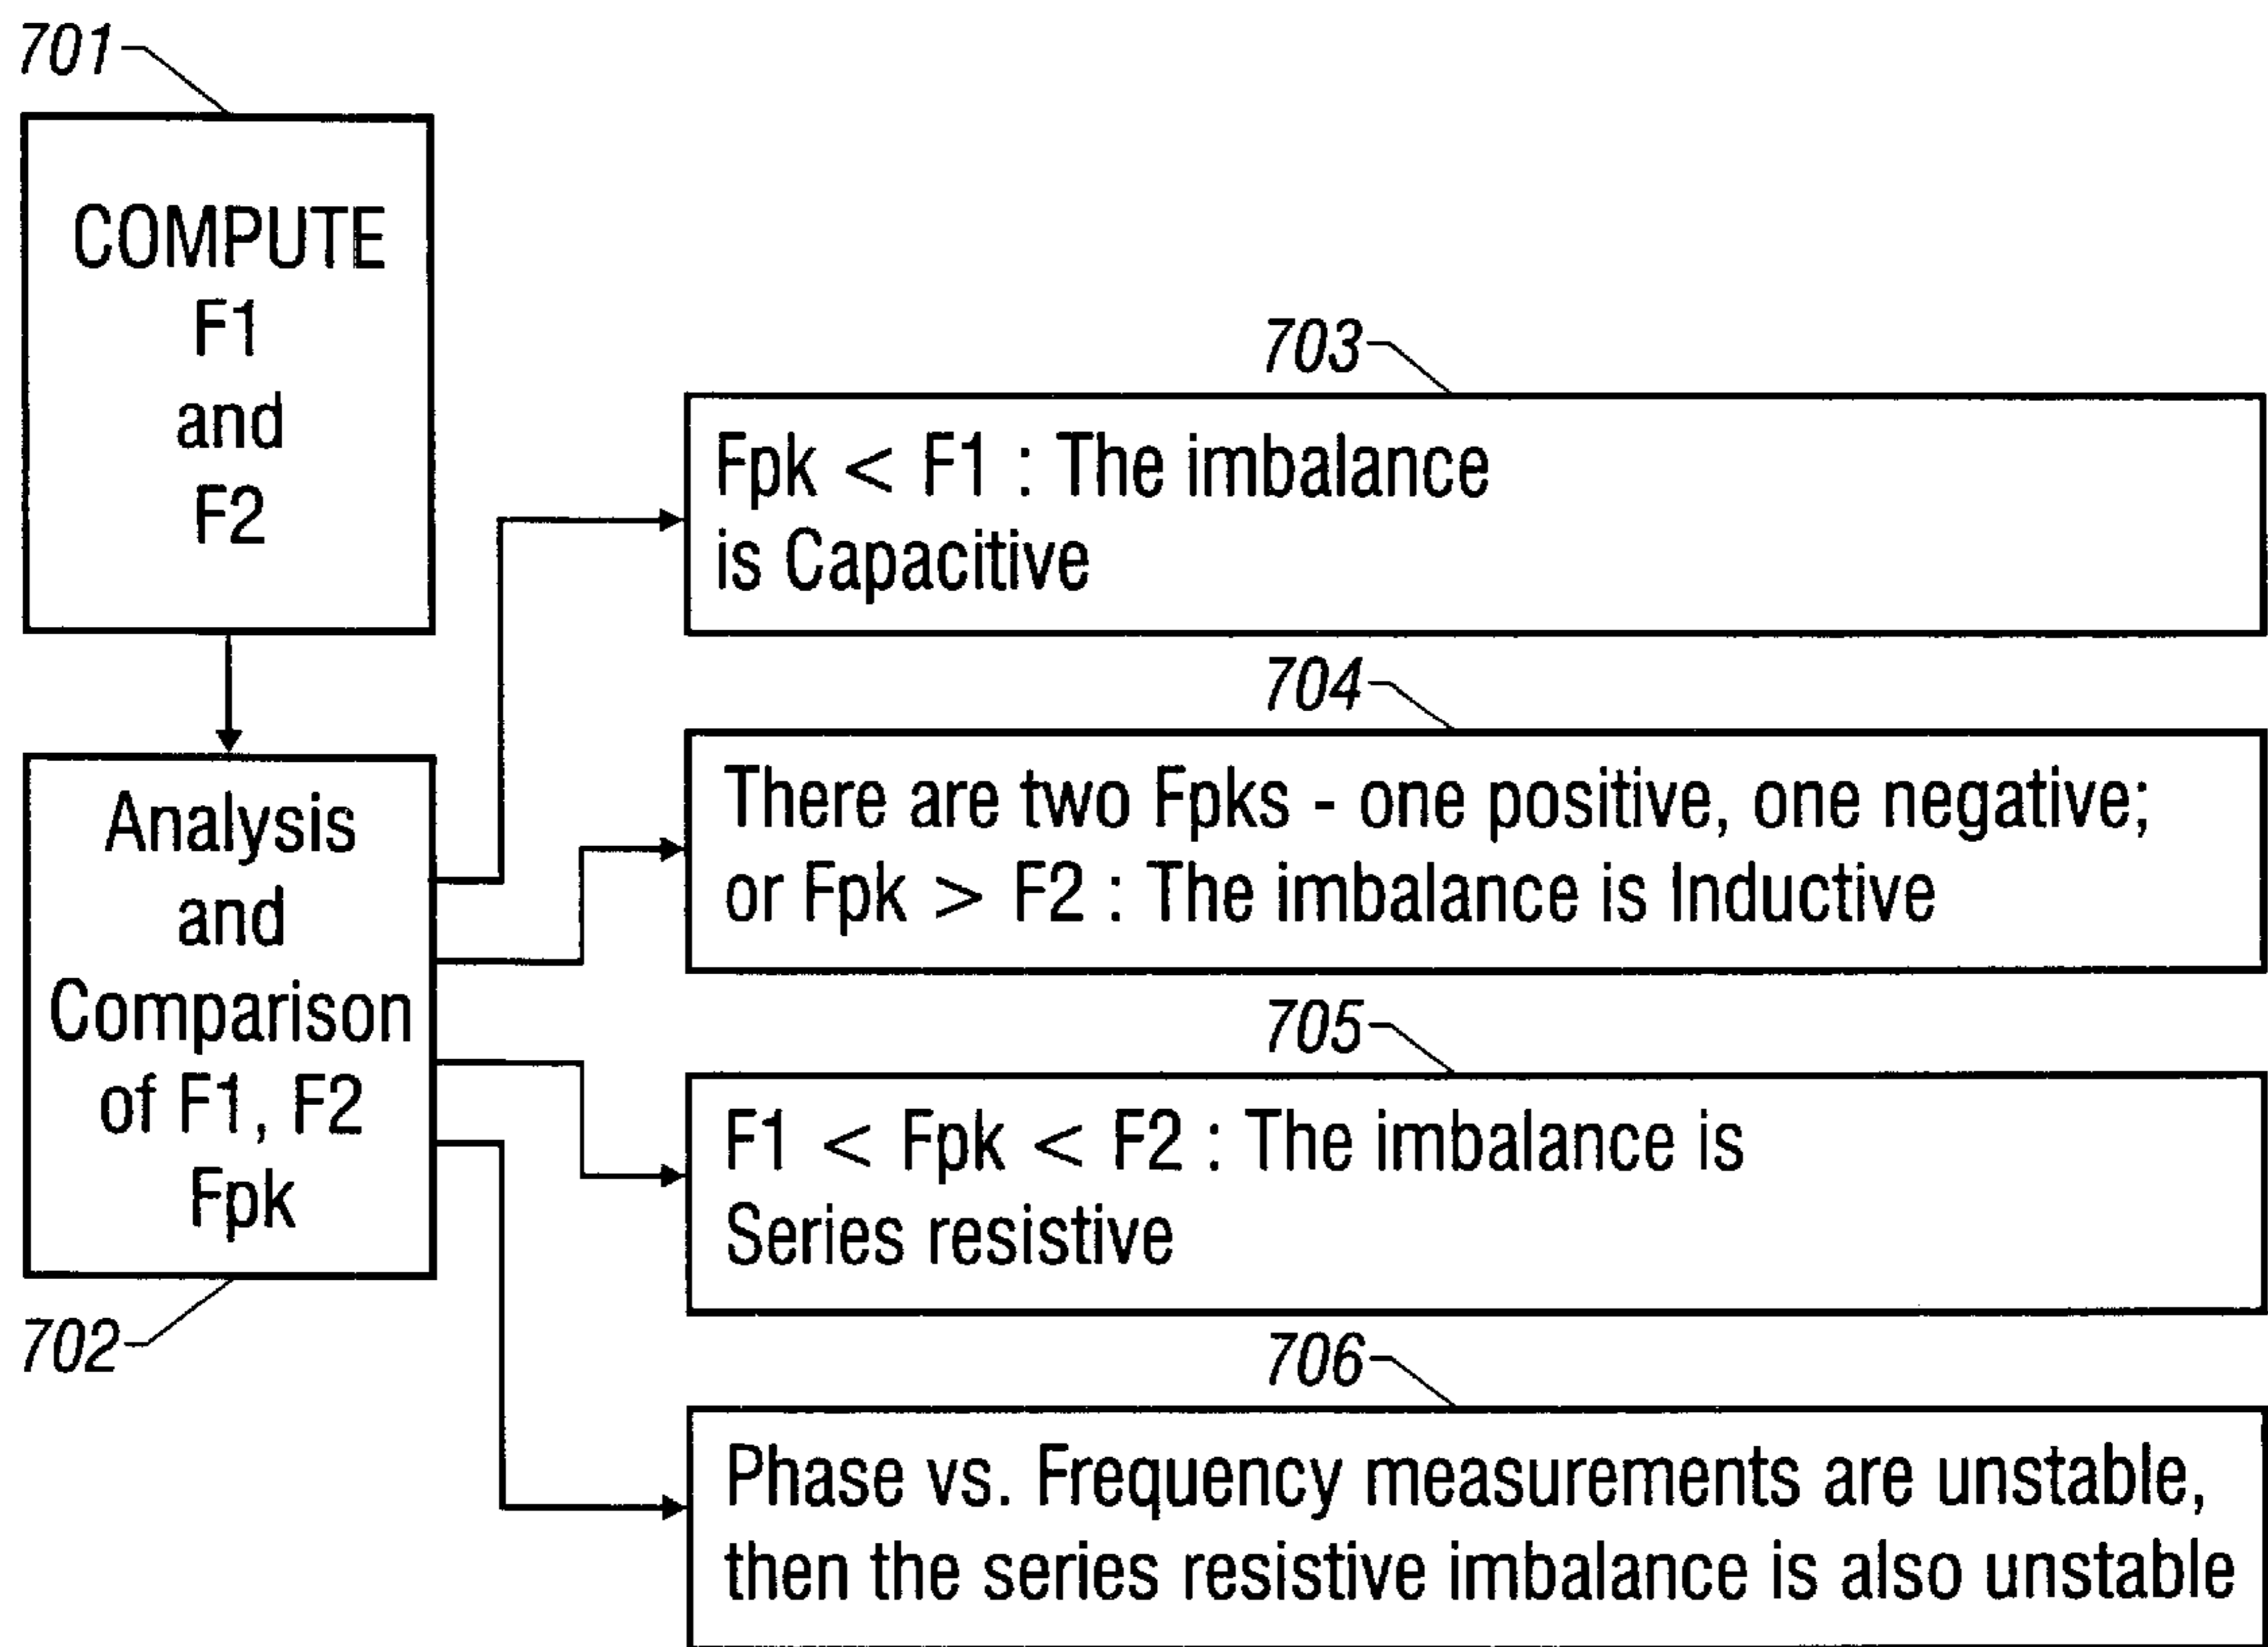 701
COMPUTE
F1
and
F2
703
Fpk < F1 : The imbalance
is Capacitive
704
There are two Fpks - one positive, one negative;
or Fpk > F2 : The imbalance is Inductive
Analysis
and
Comparison
of F1, F2
Fpk
702
705
F1 < Fpk < F2 : The imbalance is
Series resistive
706
Phase vs. Frequency measurements are unstable,
then the series resistive imbalance is also unstable